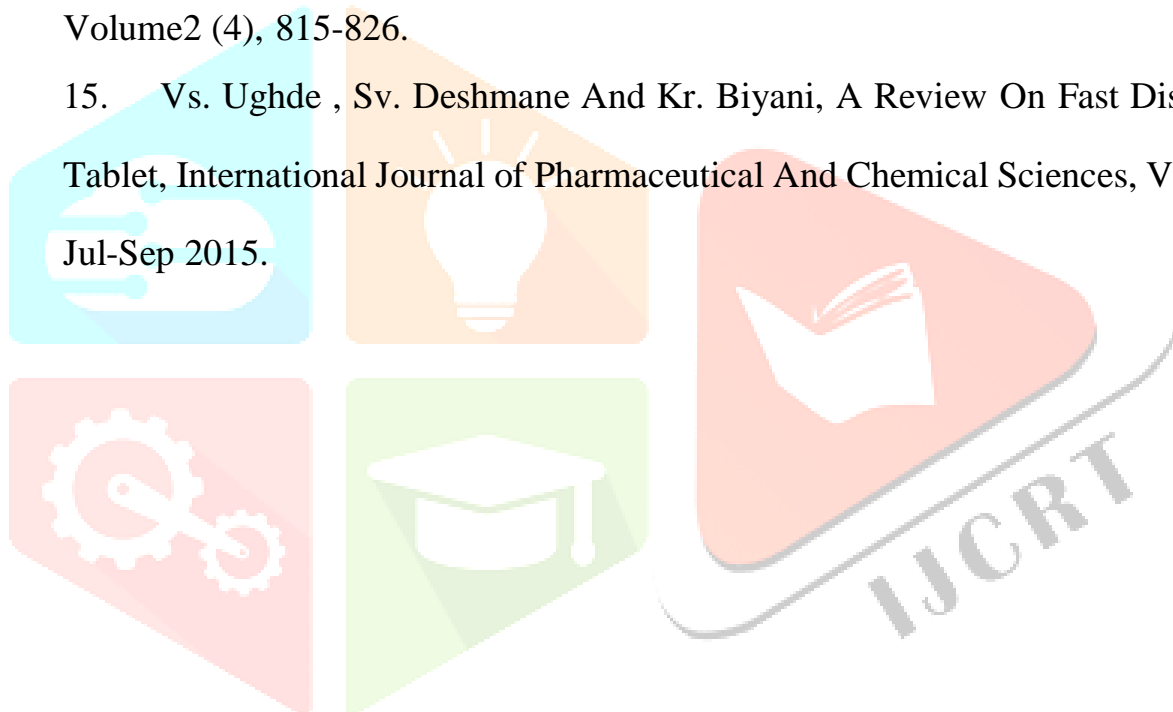 Volume2 (4), 815-826.
15. Vs. Ughde , Sv. Deshmane And Kr. Biyani, A Review On Fast
Tablet, International Journal of Pharmaceutical And Chemical Sciences,
Jul-Sep 2015.
IJCRT